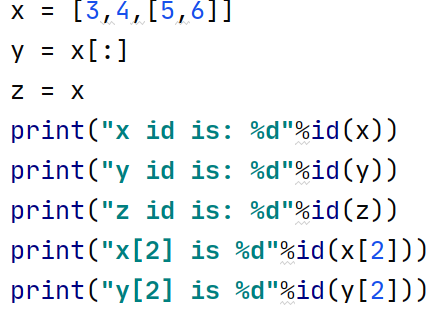 x = [3,4,[5,6]]
y = x[:]
z = x
print("x id is: %d"%id(x))
print("y id is: %d"%id(y))
print("z id is: %d"%id(z))
print("x[2] is %d"%id(x[2]))
print("y[2] is %d"%id(y[2]))